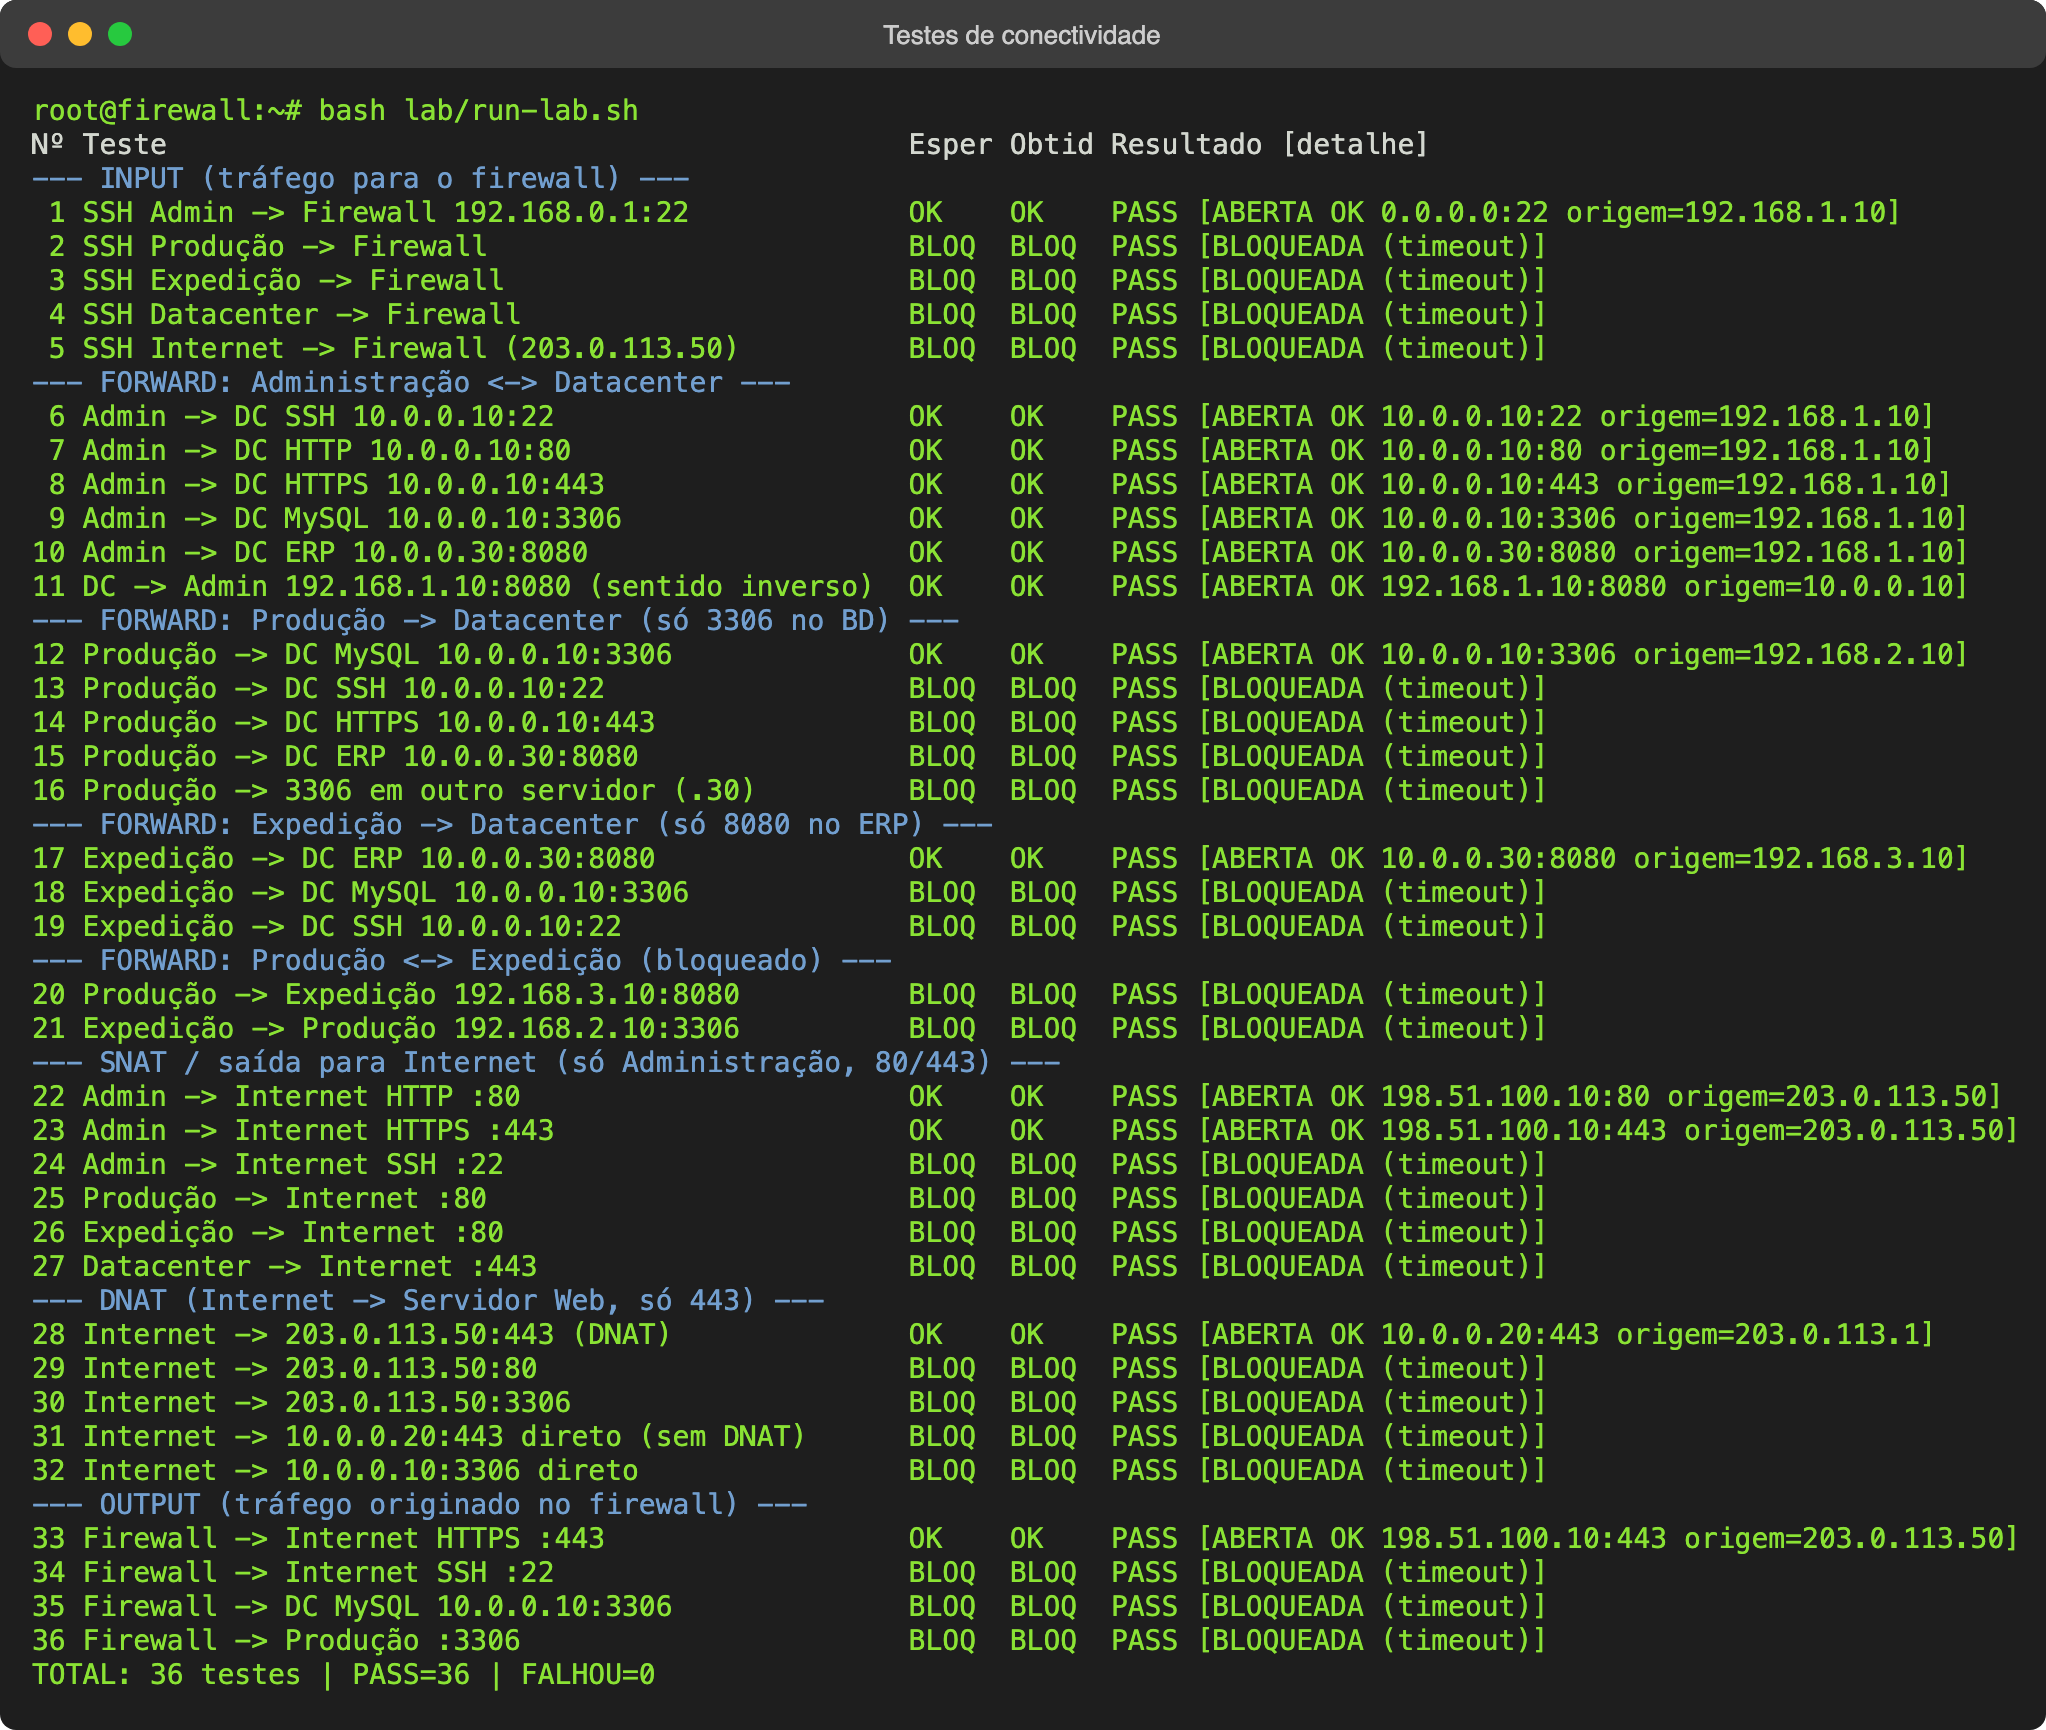 Testes de conectividade
root@firewall:~# bash lab/run-lab.sh
Nº Teste Esper Obtid Resultado [detalhe]
--- INPUT (tráfego para o firewall) ---
1 SSH Admin -> Firewall 192.168.0.1:22 OK OK PASS [ABERTA OK 0.0.0.0:22 origem=192.168.1.10]
2 SSH Produção -> Firewall BLOQ BLOQ PASS [BLOQUEADA (timeout)]
3 SSH Expedição -> Firewall BLOQ BLOQ PASS [BLOQUEADA (timeout)]
4 SSH Datacenter -> Firewall BLOQ BLOQ PASS [BLOQUEADA (timeout)]
5 SSH Internet -> Firewall (203.0.113.50) BLOQ BLOQ PASS [BLOQUEADA (timeout)]
--- FORWARD: Administração <-> Datacenter ---
6 Admin -> DC SSH 10.0.0.10:22 OK OK PASS [ABERTA OK 10.0.0.10:22 origem=192.168.1.10]
7 Admin -> DC HTTP 10.0.0.10:80 OK OK PASS [ABERTA OK 10.0.0.10:80 origem=192.168.1.10]
8 Admin -> DC HTTPS 10.0.0.10:443 OK OK PASS [ABERTA OK 10.0.0.10:443 origem=192.168.1.10]
9 Admin -> DC MySQL 10.0.0.10:3306 OK OK PASS [ABERTA OK 10.0.0.10:3306 origem=192.168.1.10]
10 Admin -> DC ERP 10.0.0.30:8080 OK OK PASS [ABERTA OK 10.0.0.30:8080 origem=192.168.1.10]
11 DC -> Admin 192.168.1.10:8080 (sentido inverso) OK OK PASS [ABERTA OK 192.168.1.10:8080 origem=10.0.0.10]
--- FORWARD: Produção -> Datacenter (só 3306 no BD) ---
12 Produção -> DC MySQL 10.0.0.10:3306 OK OK PASS [ABERTA OK 10.0.0.10:3306 origem=192.168.2.10]
13 Produção -> DC SSH 10.0.0.10:22 BLOQ BLOQ PASS [BLOQUEADA (timeout)]
14 Produção -> DC HTTPS 10.0.0.10:443 BLOQ BLOQ PASS [BLOQUEADA (timeout)]
15 Produção -> DC ERP 10.0.0.30:8080 BLOQ BLOQ PASS [BLOQUEADA (timeout)]
16 Produção -> 3306 em outro servidor (.30) BLOQ BLOQ PASS [BLOQUEADA (timeout)]
--- FORWARD: Expedição -> Datacenter (só 8080 no ERP) ---
17 Expedição -> DC ERP 10.0.0.30:8080 OK OK PASS [ABERTA OK 10.0.0.30:8080 origem=192.168.3.10]
18 Expedição -> DC MySQL 10.0.0.10:3306 BLOQ BLOQ PASS [BLOQUEADA (timeout)]
19 Expedição -> DC SSH 10.0.0.10:22 BLOQ BLOQ PASS [BLOQUEADA (timeout)]
--- FORWARD: Produção <-> Expedição (bloqueado) ---
20 Produção -> Expedição 192.168.3.10:8080 BLOQ BLOQ PASS [BLOQUEADA (timeout)]
21 Expedição -> Produção 192.168.2.10:3306 BLOQ BLOQ PASS [BLOQUEADA (timeout)]
--- SNAT / saída para Internet (só Administração, 80/443) ---
22 Admin -> Internet HTTP :80 OK OK PASS [ABERTA OK 198.51.100.10:80 origem=203.0.113.50]
23 Admin -> Internet HTTPS :443 OK OK PASS [ABERTA OK 198.51.100.10:443 origem=203.0.113.50]
24 Admin -> Internet SSH :22 BLOQ BLOQ PASS [BLOQUEADA (timeout)]
25 Produção -> Internet :80 BLOQ BLOQ PASS [BLOQUEADA (timeout)]
26 Expedição -> Internet :80 BLOQ BLOQ PASS [BLOQUEADA (timeout)]
27 Datacenter -> Internet :443 BLOQ BLOQ PASS [BLOQUEADA (timeout)]
--- DNAT (Internet -> Servidor Web, só 443) ---
28 Internet -> 203.0.113.50:443 (DNAT) OK OK PASS [ABERTA OK 10.0.0.20:443 origem=203.0.113.1]
29 Internet -> 203.0.113.50:80 BLOQ BLOQ PASS [BLOQUEADA (timeout)]
30 Internet -> 203.0.113.50:3306 BLOQ BLOQ PASS [BLOQUEADA (timeout)]
31 Internet -> 10.0.0.20:443 direto (sem DNAT) BLOQ BLOQ PASS [BLOQUEADA (timeout)]
32 Internet -> 10.0.0.10:3306 direto BLOQ BLOQ PASS [BLOQUEADA (timeout)]
--- OUTPUT (tráfego originado no firewall) ---
33 Firewall -> Internet HTTPS :443 OK OK PASS [ABERTA OK 198.51.100.10:443 origem=203.0.113.50]
34 Firewall -> Internet SSH :22 BLOQ BLOQ PASS [BLOQUEADA (timeout)]
35 Firewall -> DC MySQL 10.0.0.10:3306 BLOQ BLOQ PASS [BLOQUEADA (timeout)]
36 Firewall -> Produção :3306 BLOQ BLOQ PASS [BLOQUEADA (timeout)]
TOTAL: 36 testes | PASS=36 | FALHOU=0